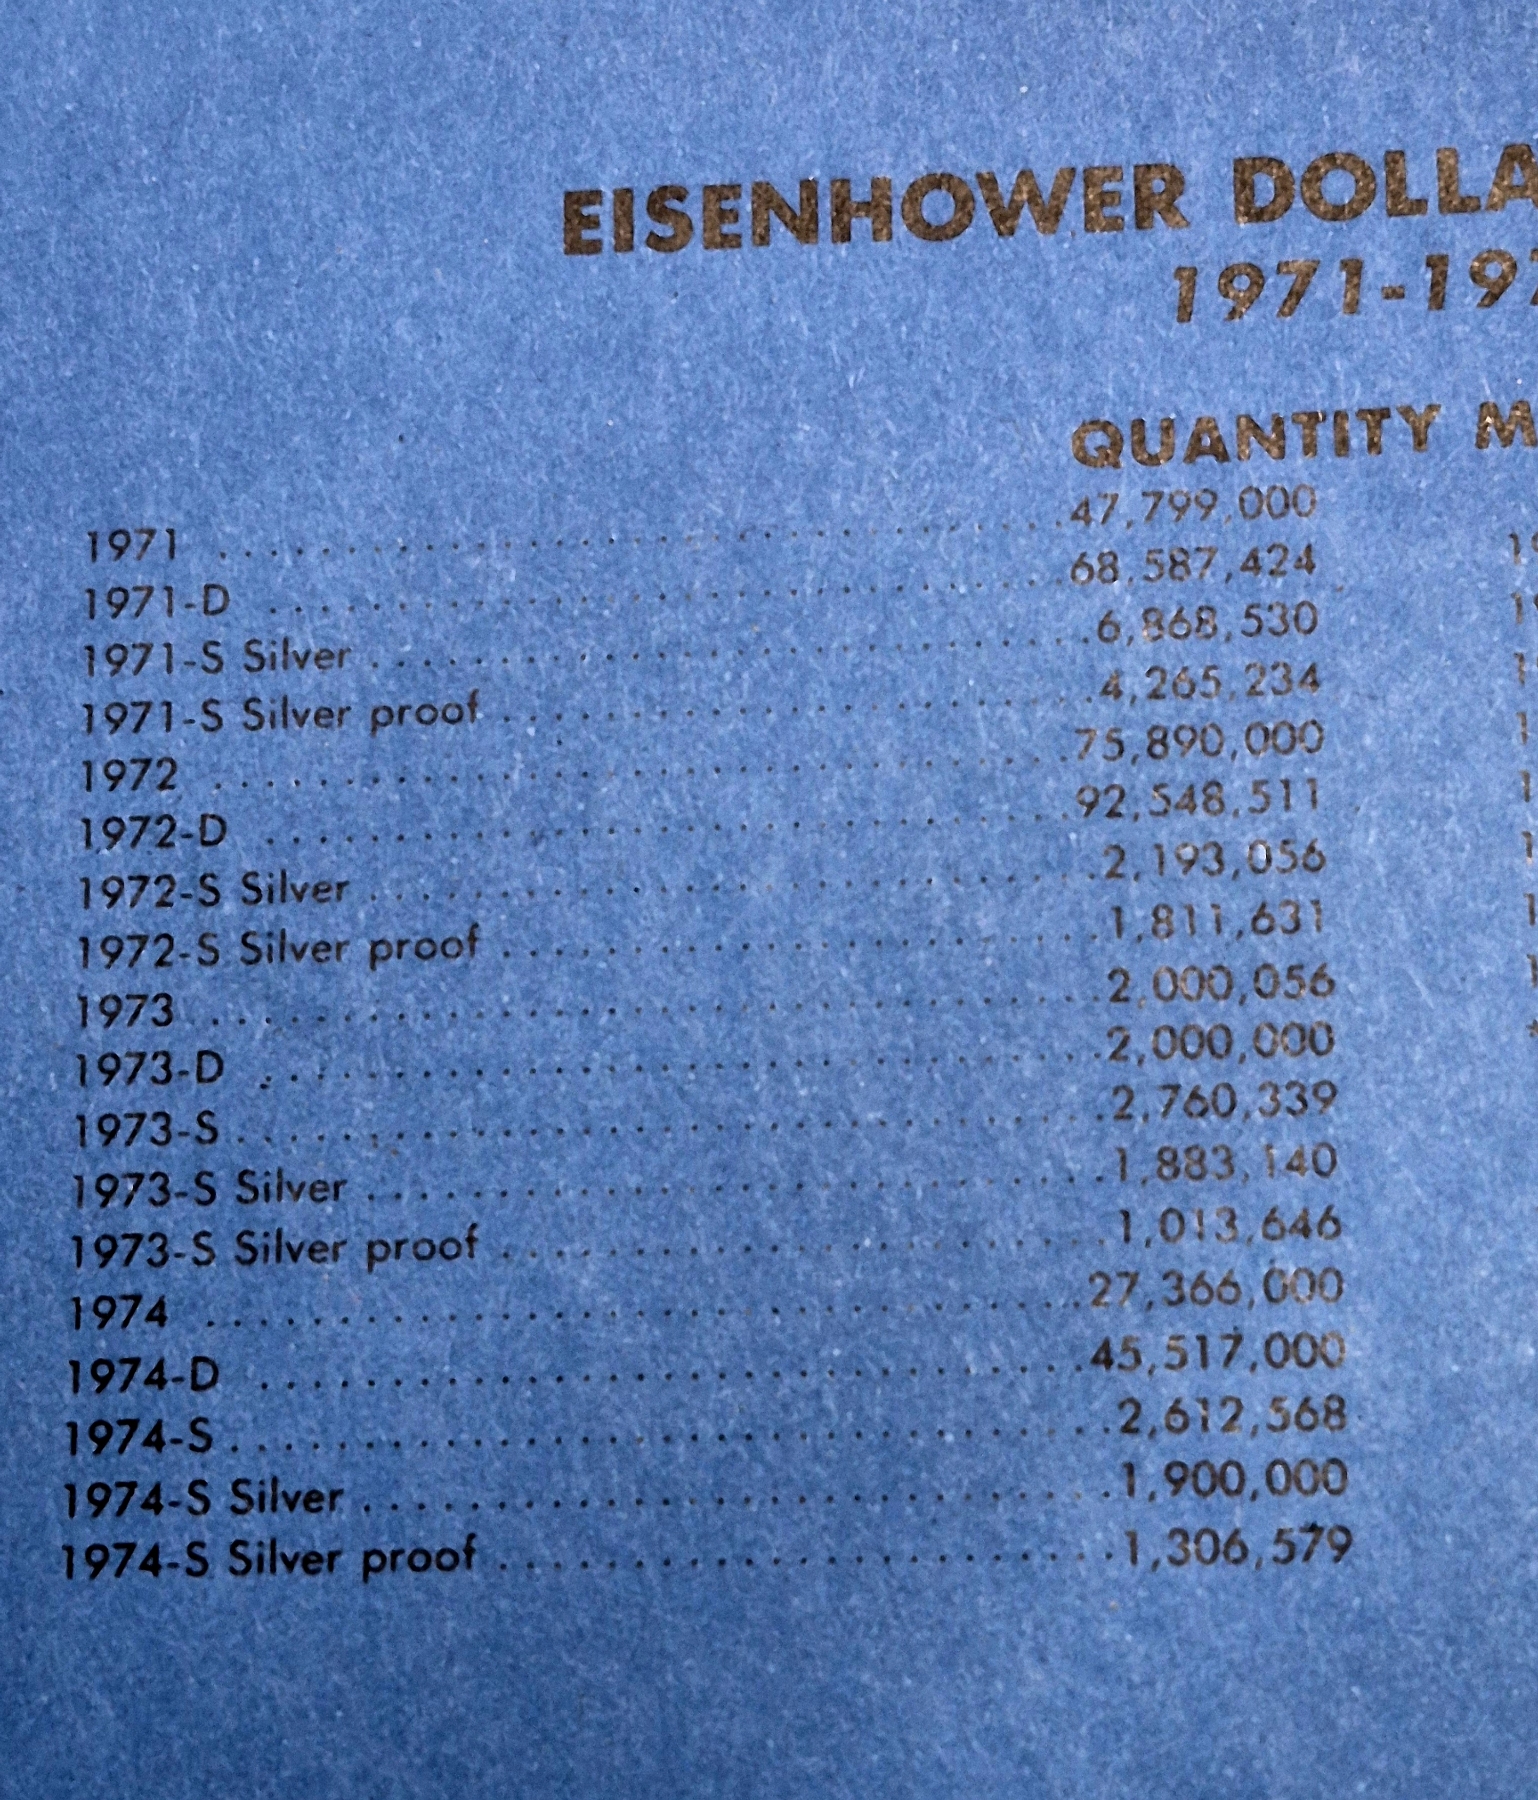 EISENHOWER DOLLA
1971-197
QUANTITY M
1971 47,799,000
1971-D 68,587,424
1971-S Silver 6,868,530
1971-S Silver proof 4,265,234
1972 75,890,000
1972-D 92,548,511
1972-S Silver 2,193,056
1972-S Silver proof 1,811,631
1973 2,000,056
1973-D 2,000,000
1973-S 2,760,339
1973-S Silver 1,883,140
1973-S Silver proof 1,013,646
1974 27,366,000
1974-D 45,517,000
1974-S 2,612,568
1974-S Silver 1,900,000
1974-S Silver proof 1,306,579